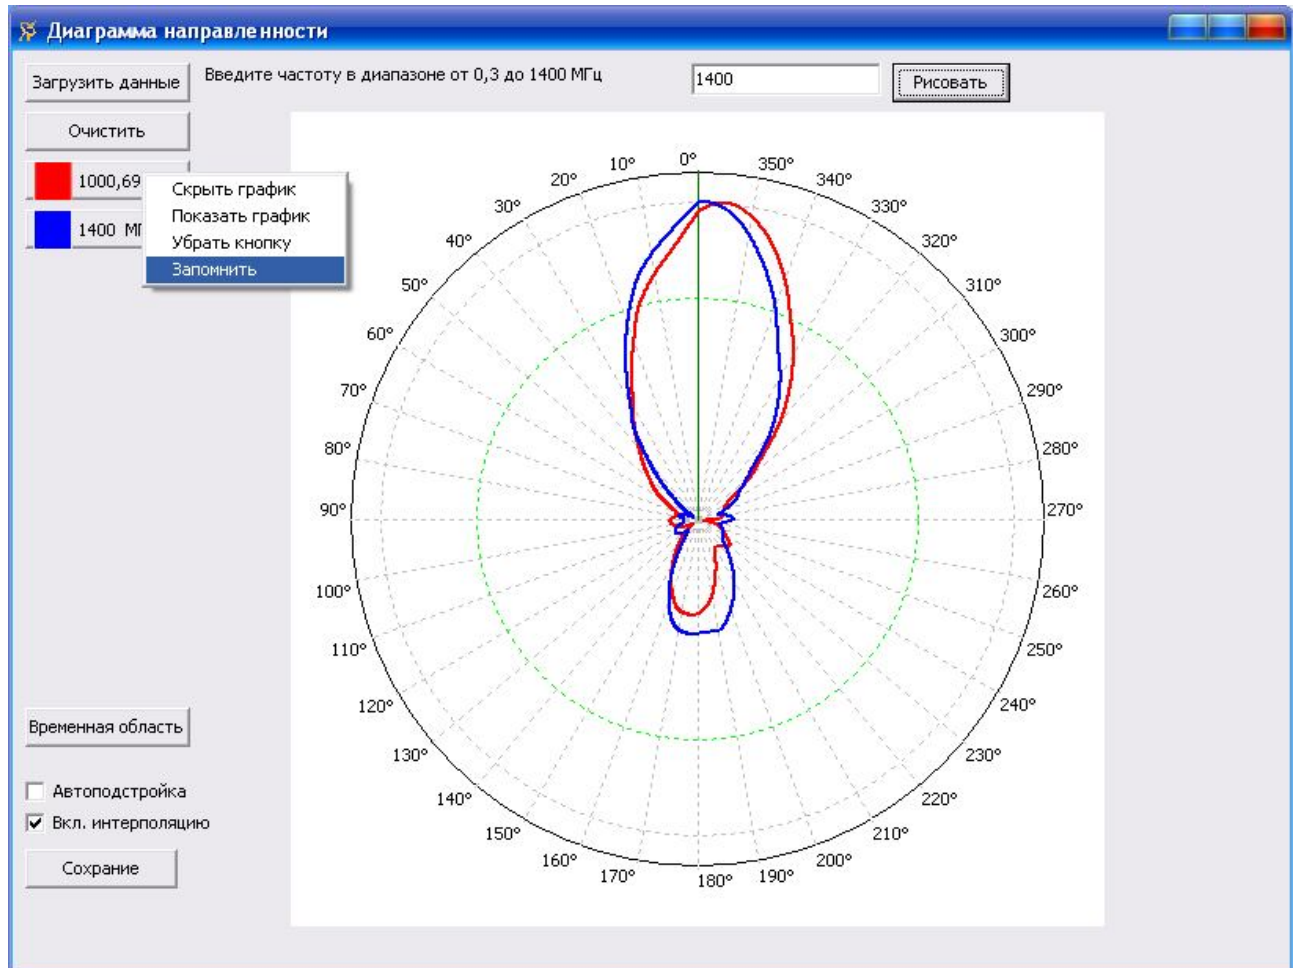 Диаграмма направленности
Загрузить данные
Введите частоту в диапазоне от 0,3 до 1400 МГц
1400
Рисовать
Очистить
1000,69
1400 МГ
Скрыть график
Показать график
Убрать кнопку
Запомнить
0°
10°
20°
30°
40°
50°
60°
70°
80°
90°
100°
110°
120°
130°
140°
150°
160°
170°
180°
190°
200°
210°
220°
230°
240°
250°
260°
270°
280°
290°
300°
310°
320°
330°
340°
350°
Временная область
Автоподстройка
Вкл. интерполяцию
Сохрание